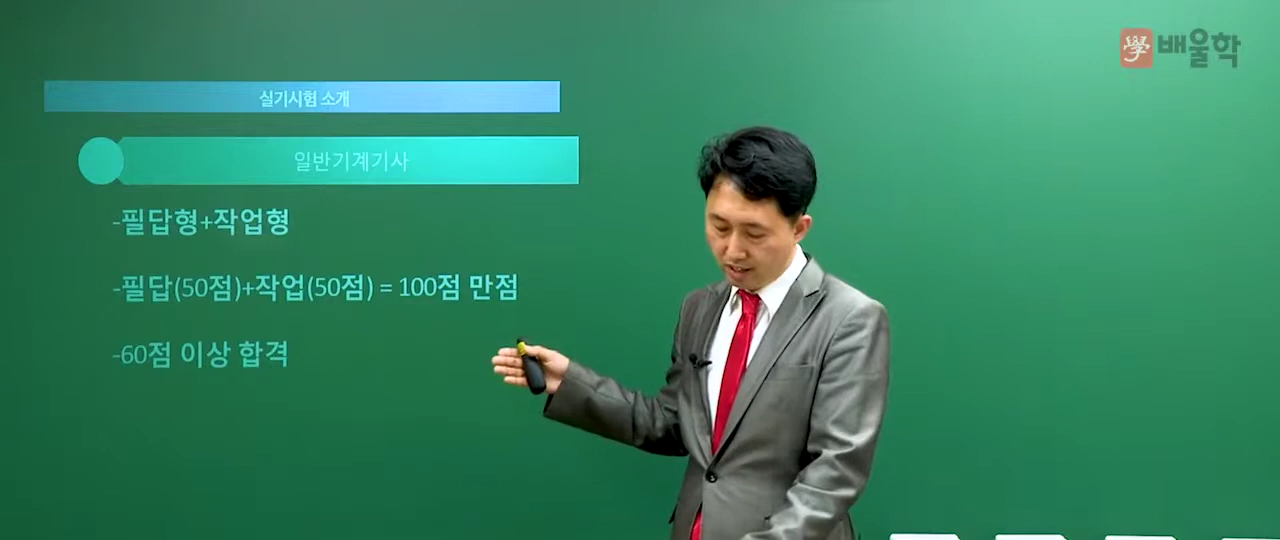 學 배울학
실기시험 소개
일반기계기사
-필답형+작업형
-필답(50점)+작업(50점) = 100점 만점
-60점 이상 합격